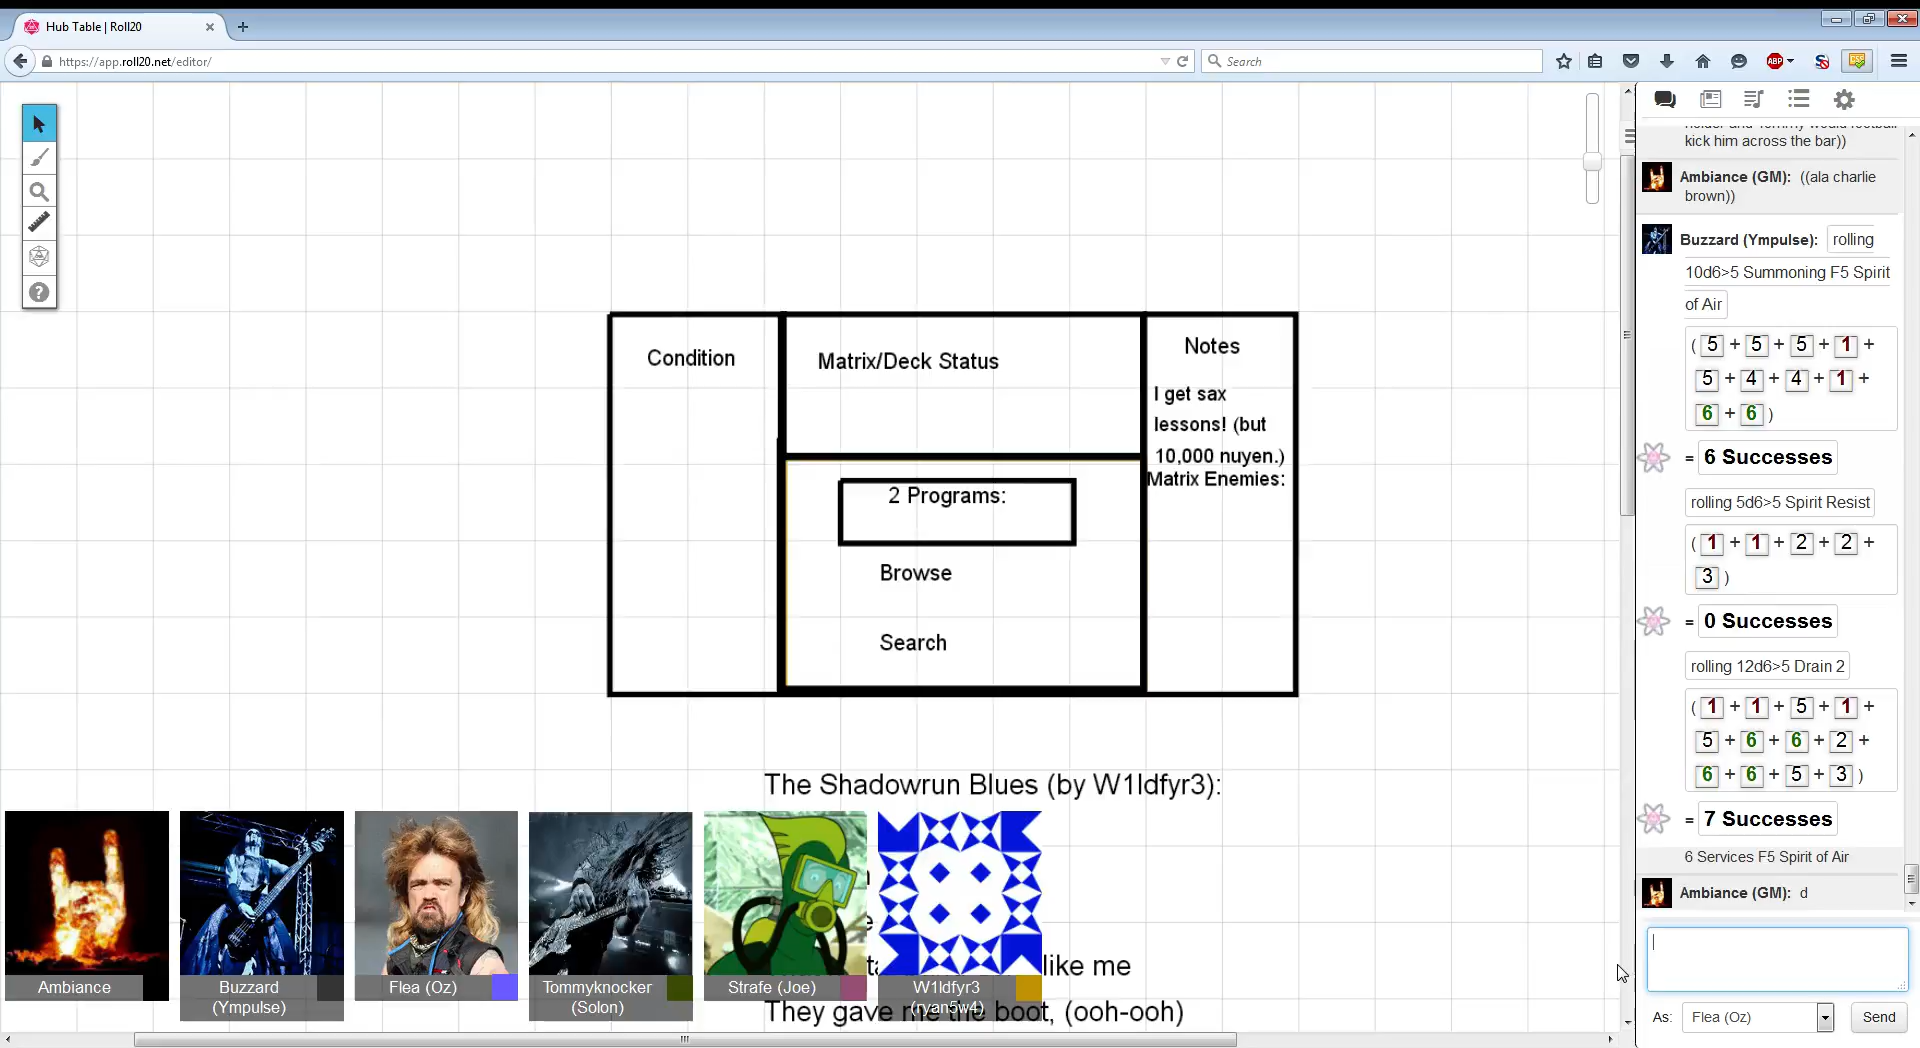 Hub Table | Roll20
https://app.roll20.net/editor/
Search
ABP
kick him across the bar))
Ambiance (GM): ((ala charlie
brown))
Buzzard (Ympulse): rolling
10d6>5 Summoning F5 Spirit
of Air
( 5 + 5 + 5 + 1 +
5 + 4 + 4 + 1 +
6 + 6 )
= 6 Successes
rolling 5d6>5 Spirit Resist
( 1 + 1 + 2 + 2 +
3 )
= 0 Successes
rolling 12d6>5 Drain 2
( 1 + 1 + 5 + 1 +
5 + 6 + 6 + 2 +
6 + 6 + 5 + 3 )
= 7 Successes
6 Services F5 Spirit of Air
Ambiance (GM): d
As: Flea (Oz)
Send
Condition
Matrix/Deck Status
2 Programs:
Browse
Search
Notes
I get sax
lessons! (but
10,000 nuyen.)
Matrix Enemies:
The Shadowrun Blues (by W1ldfyr3):
like me
They gave me the boot, (ooh-ooh)
Ambiance
Buzzard
(Ympulse)
Flea (Oz)
Tommyknocker
(Solon)
Strafe (Joe)
W1ldfyr3
(ryan5w4)